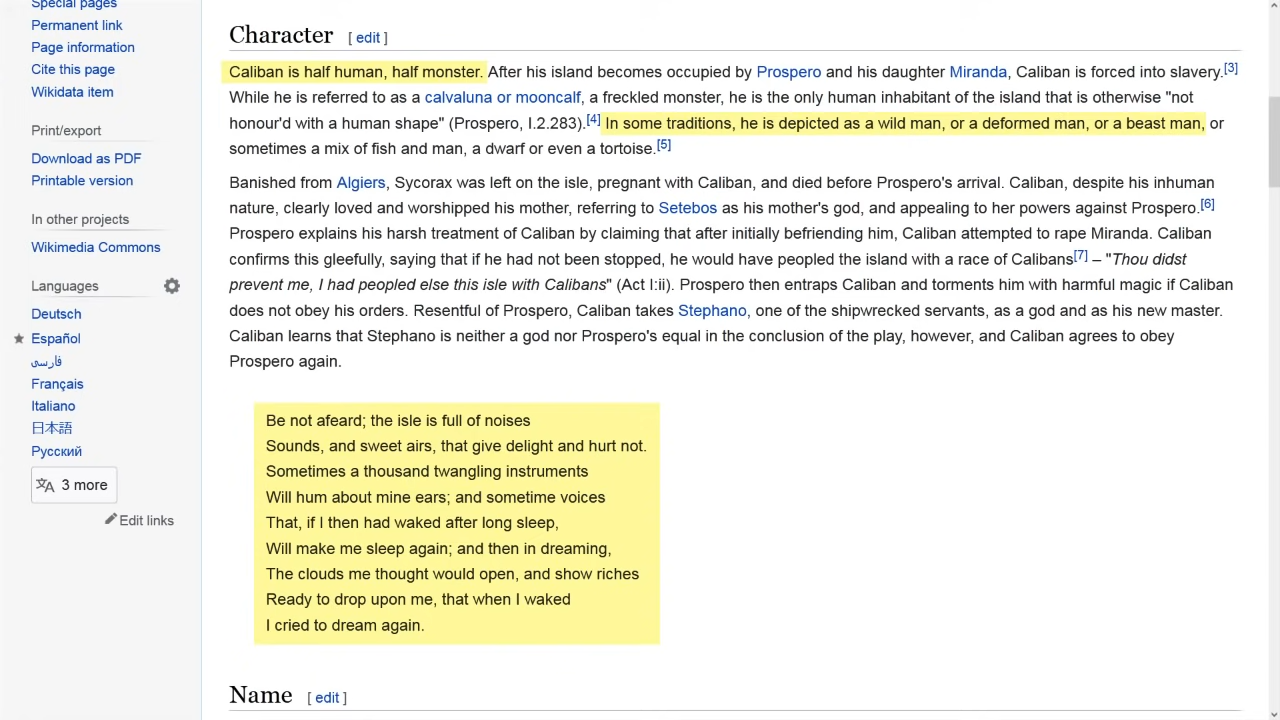 Special pages
Permanent link
Page information
Cite this page
Wikidata item
Print/export
Download as PDF
Printable version
In other projects
Wikimedia Commons
Languages
Deutsch
Español
فارسی
Français
Italiano
日本語
Русский
3 more
Edit links
Character [ edit ]
Caliban is half human, half monster. After his island becomes occupied by Prospero and his daughter Miranda, Caliban is forced into slavery.[3]
While he is referred to as a calvaluna or mooncalf, a freckled monster, he is the only human inhabitant of the island that is otherwise "not
honour'd with a human shape" (Prospero, I.2.283).[4] In some traditions, he is depicted as a wild man, or a deformed man, or a beast man, or
sometimes a mix of fish and man, a dwarf or even a tortoise.[5]
Banished from Algiers, Sycorax was left on the isle, pregnant with Caliban, and died before Prospero's arrival. Caliban, despite his inhuman
nature, clearly loved and worshipped his mother, referring to Setebos as his mother's god, and appealing to her powers against Prospero.[6]
Prospero explains his harsh treatment of Caliban by claiming that after initially befriending him, Caliban attempted to rape Miranda. Caliban
confirms this gleefully, saying that if he had not been stopped, he would have peopled the island with a race of Calibans[7] – "Thou didst
prevent me, I had peopled else this isle with Calibans" (Act I:ii). Prospero then entraps Caliban and torments him with harmful magic if Caliban
does not obey his orders. Resentful of Prospero, Caliban takes Stephano, one of the shipwrecked servants, as a god and as his new master.
Caliban learns that Stephano is neither a god nor Prospero's equal in the conclusion of the play, however, and Caliban agrees to obey
Prospero again.
Be not afeard; the isle is full of noises
Sounds, and sweet airs, that give delight and hurt not.
Sometimes a thousand twangling instruments
Will hum about mine ears; and sometime voices
That, if I then had waked after long sleep,
Will make me sleep again; and then in dreaming,
The clouds me thought would open, and show riches
Ready to drop upon me, that when I waked
I cried to dream again.
Name [ edit ]